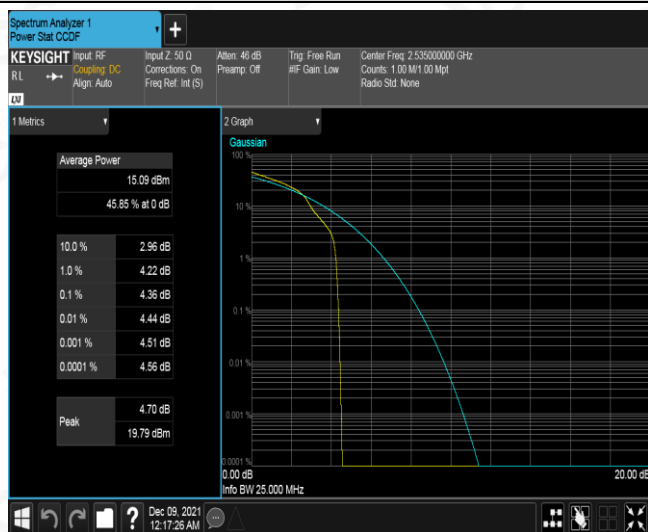 Spectrum Analyzer 1
Power Stat CCDF
+
KEYSIGHT
RL
Input: RF
Coupling: DC
Align: Auto
Input Z: 50 Ω
Corrections: On
Freq Ref: Int (S)
Atten: 46 dB
Preamp: Off
Trig: Free Run
#IF Gain: Low
Center Freq: 2.535000000 GHz
Counts: 1.00 M/1.00 Mpt
Radio Std: None
1 Metrics
Average Power
15.09 dBm
45.85 % at 0 dB
10.0 % 2.96 dB
1.0 % 4.22 dB
0.1 % 4.36 dB
0.01 % 4.44 dB
0.001 % 4.51 dB
0.0001 % 4.56 dB
Peak
4.70 dB
19.79 dBm
2 Graph
Gaussian
100 %
10 %
1 %
0.1 %
0.01 %
0.001 %
0.0001 %
0.00 dB 20.00 dB
Info BW 25.000 MHz
?
Dec 09, 2021
12:17:26 AM